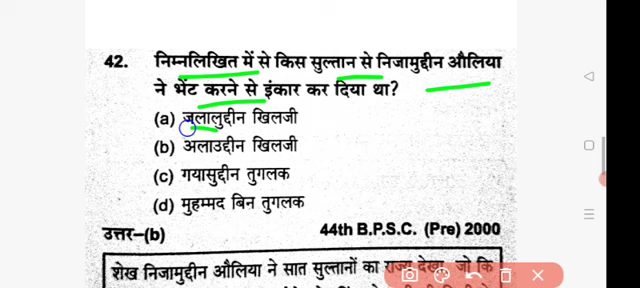 42. निम्नलिखित में से किस सुल्तान से निजामुद्दीन औलिया
ने भेंट करने से इंकार कर दिया था?
(a) जलालुद्दीन खिलजी
(b) अलाउद्दीन खिलजी
(c) गयासुद्दीन तुगलक
(d) मुहम्मद बिन तुगलक
उत्तर–(b) 44th B.P.S.C. (Pre) 2000
शेख निजामुद्दीन औलिया ने सात सुल्तानों का राज्य देखा, जो कि